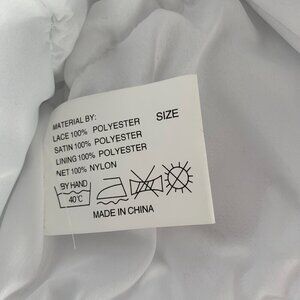 MATERIAL BY:
LACE 100% POLYESTER SIZE
SATIN 100% POLYESTER
LINING 100% POLYESTER
NET 100% NYLON
BY HAND
40°C
MADE IN CHINA